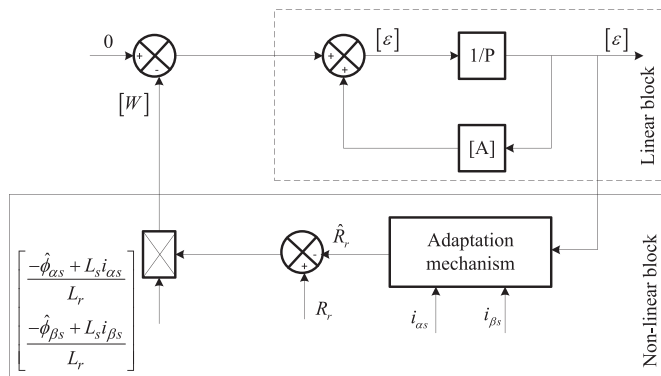 0
+
-
[W]
+
+
[ε]
1/P
[ε]
[A]
Linear block
[(-ϕ̂αs + Ls iαs) / Lr
(-ϕ̂βs + Ls iβs) / Lr]
R̂r
-
+
Rr
Adaptation
mechanism
iαs
iβs
Non-linear block